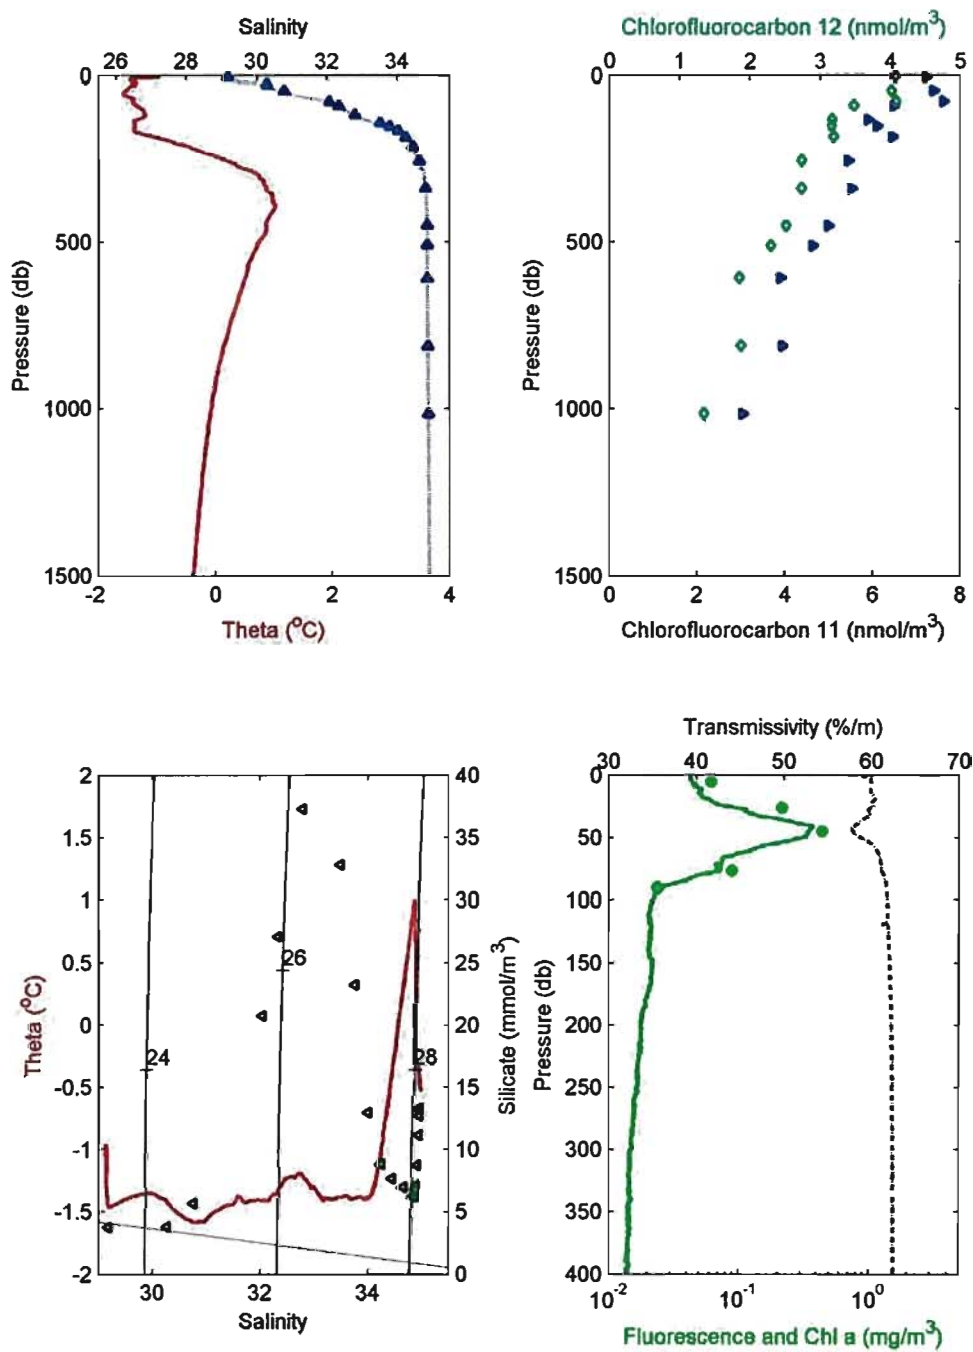 Salinity
26 28 30 32 34
0
500
1000
1500
Pressure (db)
-2 0 2 4
Theta (°C)
Chlorofluorocarbon 12 (nmol/m³)
0 1 2 3 4 5
0
500
1000
1500
Pressure (db)
0 2 4 6 8
Chlorofluorocarbon 11 (nmol/m³)
2
1.5
1
0.5
0
-0.5
-1
-1.5
-2
Theta (°C)
24
26
28
40
35
30
25
20
15
10
5
0
Silicate (mmol/m³)
30 32 34
Salinity
Transmissivity (%/m)
30 40 50 60 70
0
50
100
150
200
250
300
350
400
Pressure (db)
10⁻² 10⁻¹ 10⁰
Fluorescence and Chl a (mg/m³)